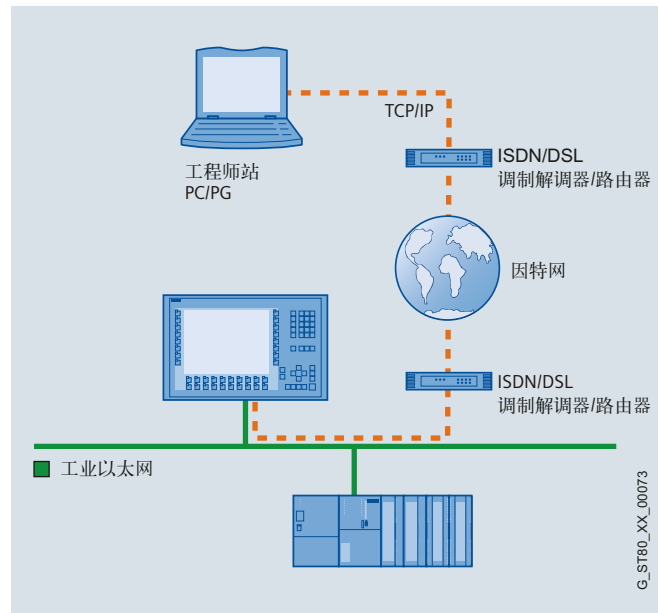 TCP/IP
工程师站
PC/PG
ISDN/DSL
调制解调器/路由器
因特网
ISDN/DSL
调制解调器/路由器
工业以太网
G_ST80_XX_00073